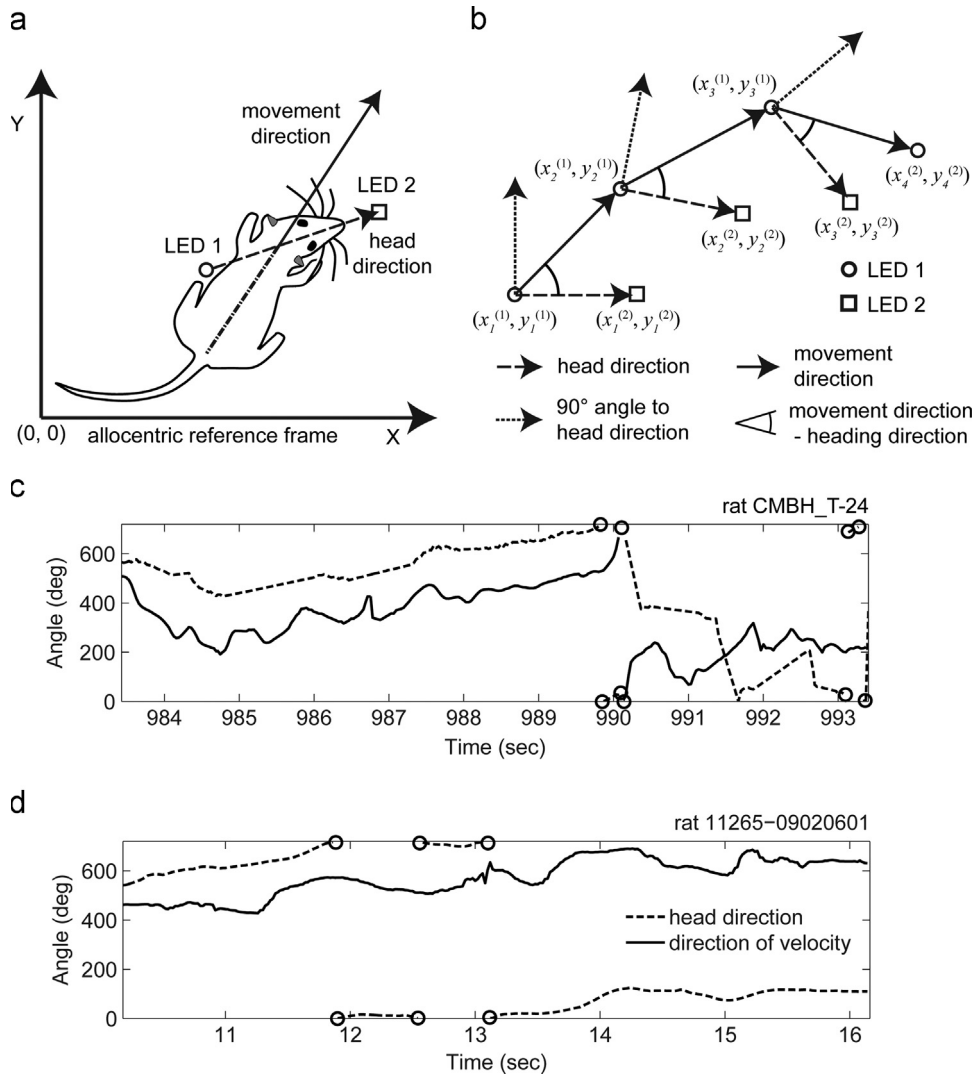 a
Y
movement
direction
LED 2
LED 1
head
direction
(0, 0)
allocentric reference frame
X
b
(x₃⁽¹⁾, y₃⁽¹⁾)
(x₂⁽¹⁾, y₂⁽¹⁾)
(x₄⁽²⁾, y₄⁽²⁾)
(x₂⁽²⁾, y₂⁽²⁾)
(x₃⁽²⁾, y₃⁽²⁾)
LED 1
LED 2
(x₁⁽¹⁾, y₁⁽¹⁾)
(x₁⁽²⁾, y₁⁽²⁾)
head direction
movement
direction
90° angle to
head direction
movement direction
- heading direction
c
rat CMBH_T-24
Angle (deg)
600
400
200
0
984 985 986 987 988 989 990 991 992 993
Time (sec)
d
rat 11265−09020601
Angle (deg)
600
400
200
0
head direction
direction of velocity
11 12 13 14 15 16
Time (sec)